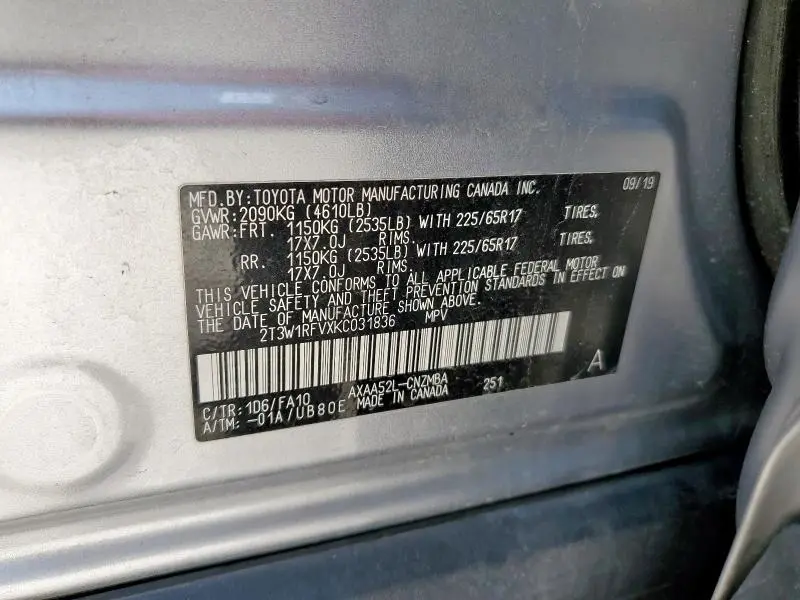 MFD.BY:TOYOTA MOTOR MANUFACTURING CANADA INC. 09/19
GVWR:2090KG (4610LB)
GAWR:FRT. 1150KG (2535LB) WITH 225/65R17 TIRES,
17X7.0J RIMS,
RR. 1150KG (2535LB) WITH 225/65R17 TIRES,
17X7.0J RIMS
THIS VEHICLE CONFORMS TO ALL APPLICABLE FEDERAL MOTOR
VEHICLE SAFETY AND THEFT PREVENTION STANDARDS IN EFFECT ON
THE DATE OF MANUFACTURE SHOWN ABOVE.
2T3W1RFVXKC031836 MPV
A
C/TR:1D6/FA10 AXAA52L-CNZMBA 251
A/TM:-01A/UB80E MADE IN CANADA